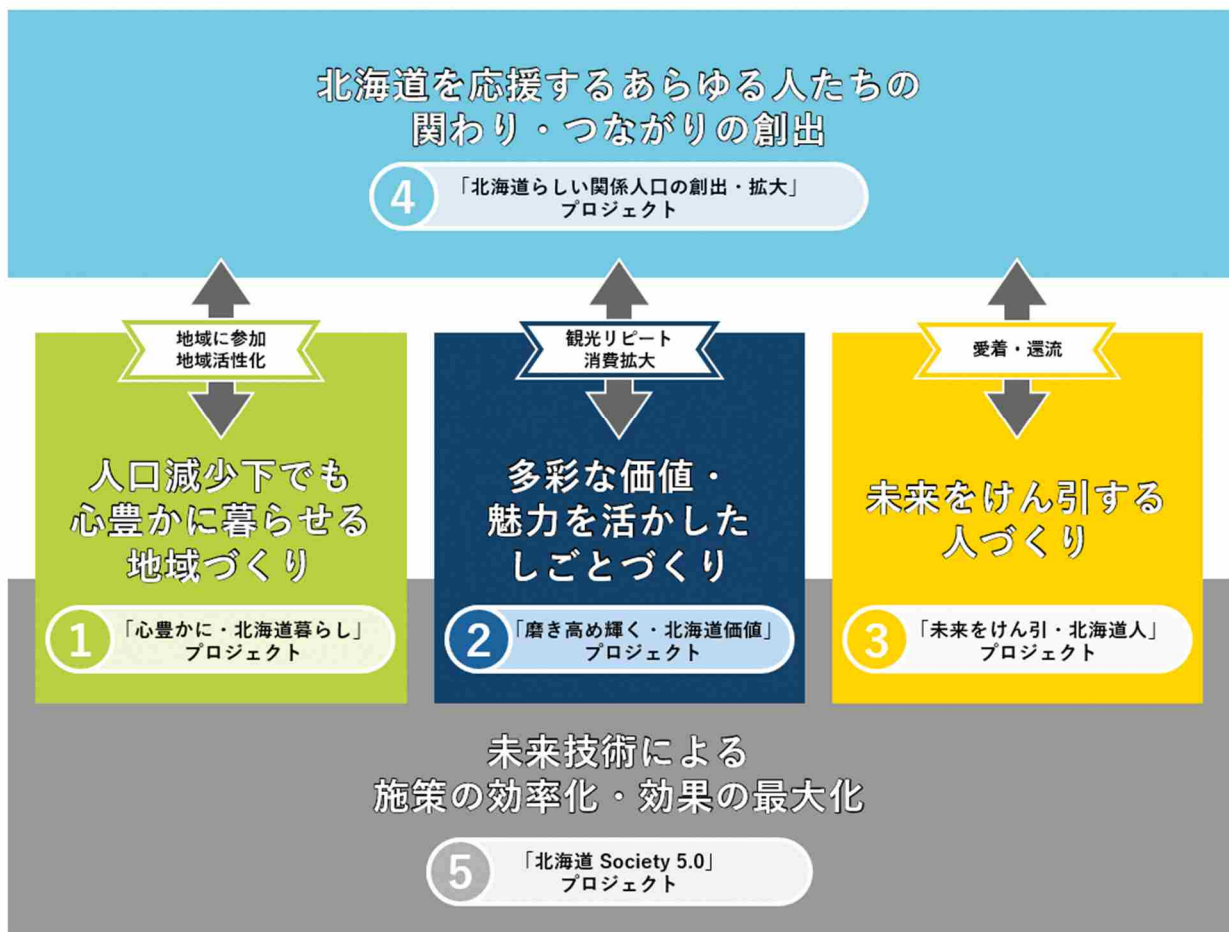 北海道を応援するあらゆる人たちの
関わり・つながりの創出
4
「北海道らしい関係人口の創出・拡大」
プロジェクト
地域に参加
地域活性化
人口減少下でも
心豊かに暮らせる
地域づくり
1
「心豊かに・北海道暮らし」
プロジェクト
観光リピート
消費拡大
多彩な価値・
魅力を活かした
しごとづくり
2
「磨き高め輝く・北海道価値」
プロジェクト
愛着・還流
未来をけん引する
人づくり
3
「未来をけん引・北海道人」
プロジェクト
未来技術による
施策の効率化・効果の最大化
5
「北海道 Society 5.0」
プロジェクト